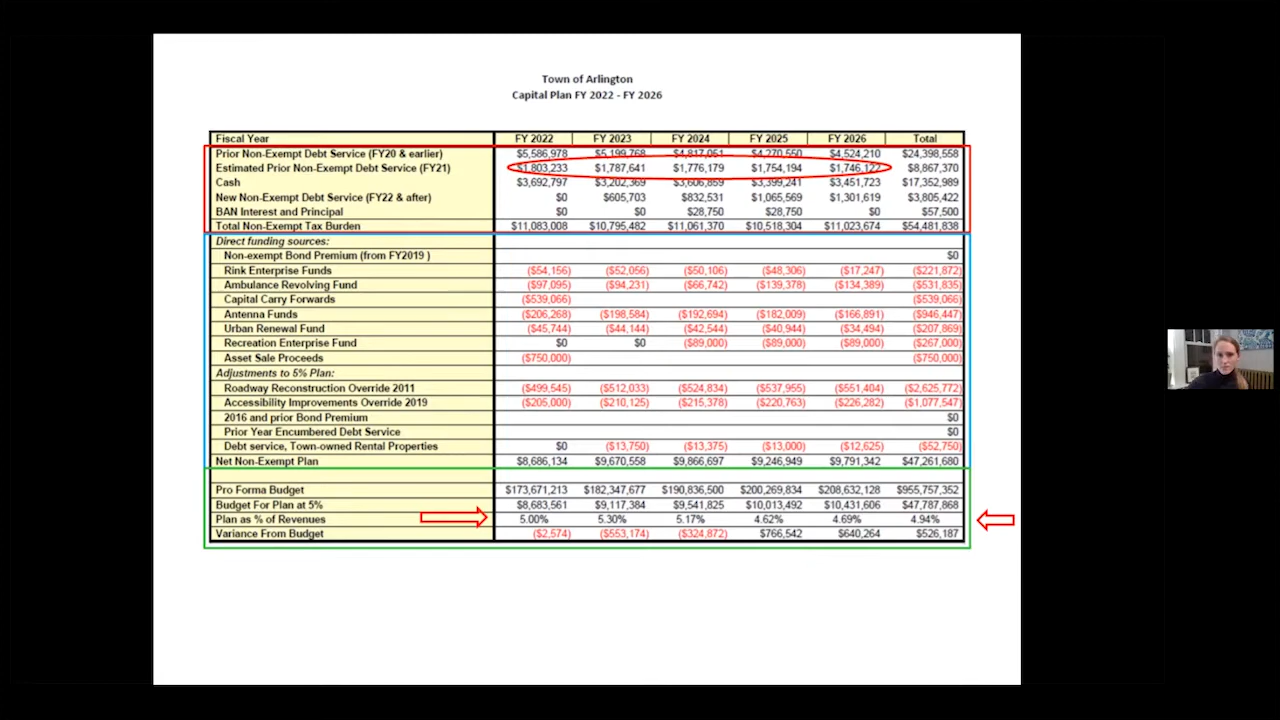 Town of Arlington
Capital Plan FY 2022 - FY 2026
Fiscal Year FY 2022 FY 2023 FY 2024 FY 2025 FY 2026 Total
Prior Non-Exempt Debt Service (FY20 & earlier) $5,586,978 $5,199,768 $4,817,051 $4,270,550 $4,524,210 $24,398,558
Estimated Prior Non-Exempt Debt Service (FY21) $1,803,233 $1,787,641 $1,776,179 $1,754,194 $1,746,122 $8,867,370
Cash $3,692,797 $3,202,369 $3,606,859 $3,399,241 $3,451,723 $17,352,989
New Non-Exempt Debt Service (FY22 & after) $0 $605,703 $832,531 $1,065,569 $1,301,619 $3,805,422
BAN Interest and Principal $0 $0 $28,750 $28,750 $0 $57,500
Total Non-Exempt Tax Burden $11,083,008 $10,795,482 $11,061,370 $10,518,304 $11,023,674 $54,481,838
Direct funding sources:
Non-exempt Bond Premium (from FY2019 ) $0
Rink Enterprise Funds ($54,156) ($52,056) ($50,106) ($48,306) ($17,247) ($221,872)
Ambulance Revolving Fund ($97,095) ($94,231) ($66,742) ($139,378) ($134,389) ($531,835)
Capital Carry Forwards ($539,066) ($539,066)
Antenna Funds ($206,268) ($198,584) ($192,694) ($182,009) ($166,891) ($946,447)
Urban Renewal Fund ($45,744) ($44,144) ($42,544) ($40,944) ($34,494) ($207,869)
Recreation Enterprise Fund $0 $0 ($89,000) ($89,000) ($89,000) ($267,000)
Asset Sale Proceeds ($750,000) ($750,000)
Adjustments to 5% Plan:
Roadway Reconstruction Override 2011 ($499,545) ($512,033) ($524,834) ($537,955) ($551,404) ($2,625,772)
Accessibility Improvements Override 2019 ($205,000) ($210,125) ($215,378) ($220,763) ($226,282) ($1,077,547)
2016 and prior Bond Premium $0
Prior Year Encumbered Debt Service $0
Debt service, Town-owned Rental Properties $0 ($13,750) ($13,375) ($13,000) ($12,625) ($52,750)
Net Non-Exempt Plan $8,686,134 $9,670,558 $9,866,697 $9,246,949 $9,791,342 $47,261,680
Pro Forma Budget $173,671,213 $182,347,677 $190,836,500 $200,269,834 $208,632,128 $955,757,352
Budget For Plan at 5% $8,683,561 $9,117,384 $9,541,825 $10,013,492 $10,431,606 $47,787,868
Plan as % of Revenues 5.00% 5.30% 5.17% 4.62% 4.69% 4.94%
Variance From Budget ($2,574) ($553,174) ($324,872) $766,542 $640,264 $526,187